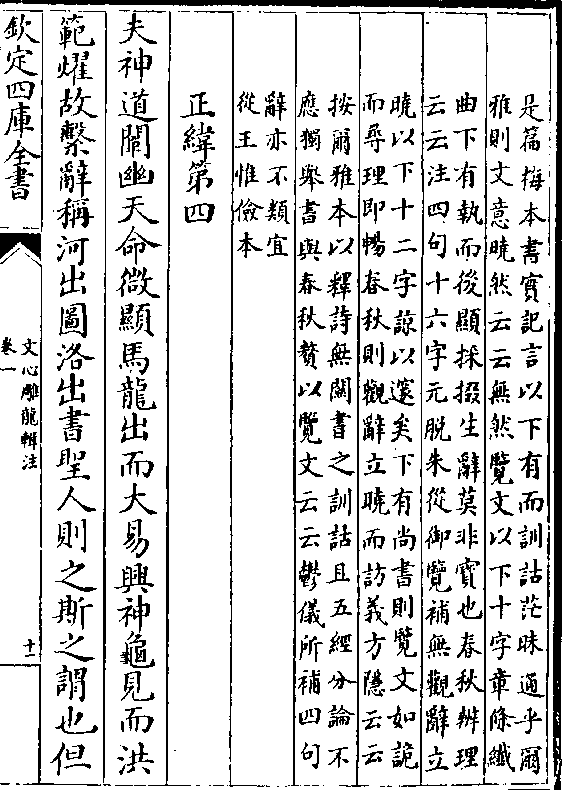 是篇梅本書實記言以下有而訓詁茫昧通乎爾
雅則文意曉然云云無然覽文以下十字章條纖
曲下有執而後顯採掇生辭莫非寶也春秋辨理
云云注四句十六字元脫朱從御覽補無觀辭立
曉以下十二字諒以邃矣下有尚書則覽文如詭
而尋理即暢春秋則觀辭立曉而訪義方隱云云
按爾雅本以釋詩無關書之訓詁且五經分論不
應獨舉書與春秋贅以覽文云云鬱儀所補四句
辭亦不類宜
從王惟儉本
正緯第四
夫神道闡幽天命微顯馬龍出而大易興神龜見而洪
範燿故繫辭稱河出圖洛出書聖人則之斯之謂也但
欽定四庫全書
文心雕龍輯注
卷一
十一